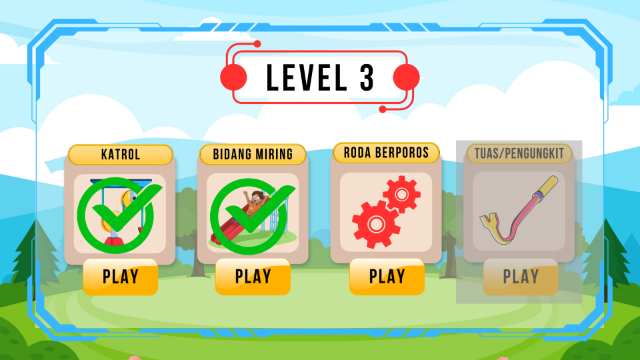 LEVEL 3
KATROL
BIDANG MIRING
RODA BERPOROS
TUAS/PENGUNGKIT
PLAY
PLAY
PLAY
PLAY